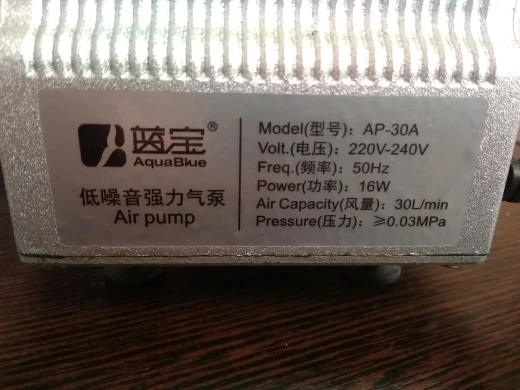 茵宝®
AquaBlue
低噪音强力气泵
Air pump
Model(型号): AP-30A
Volt.(电压): 220V-240V
Freq.(频率): 50Hz
Power(功率): 16W
Air Capacity(风量): 30L/min
Pressure(压力): ≥0.03MPa